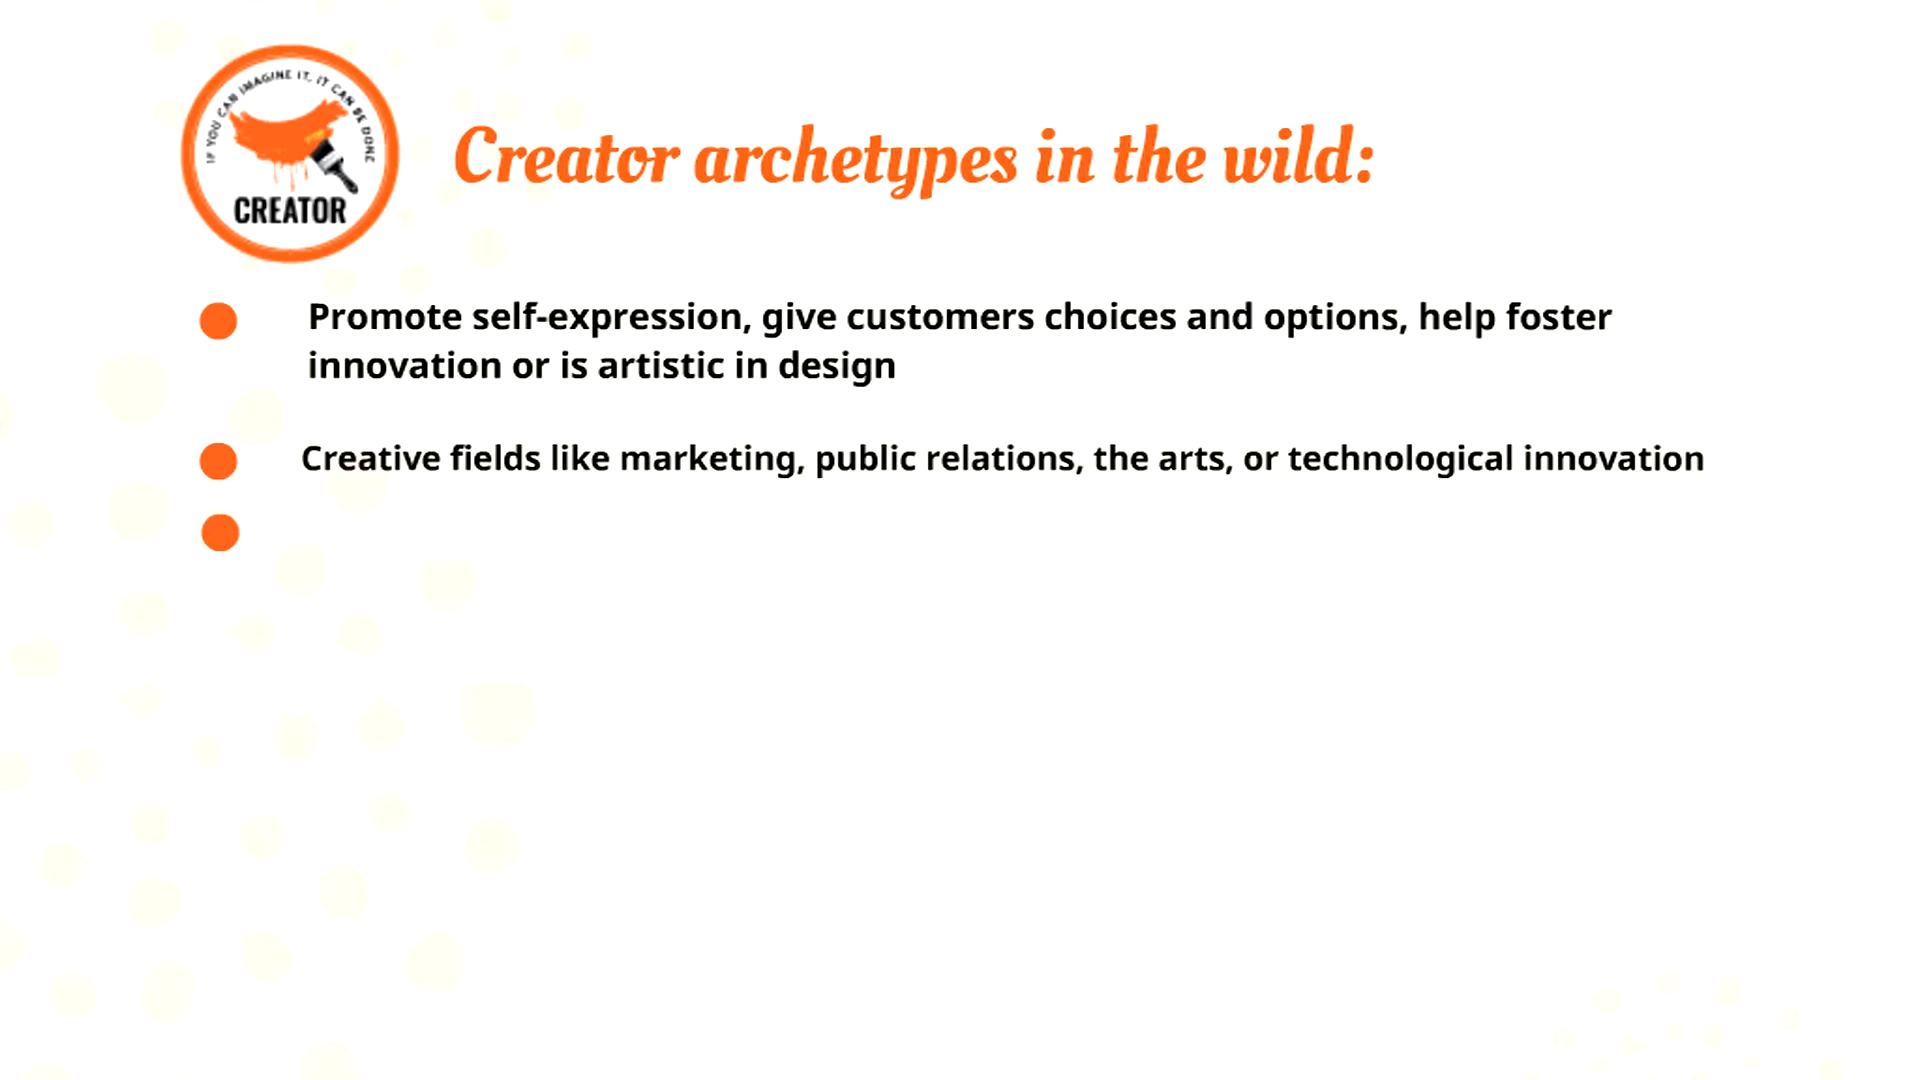 IF YOU CAN IMAGINE IT, IT CAN BE DONE
CREATOR
Creator archetypes in the wild:
Promote self-expression, give customers choices and options, help foster
innovation or is artistic in design
Creative fields like marketing, public relations, the arts, or technological innovation